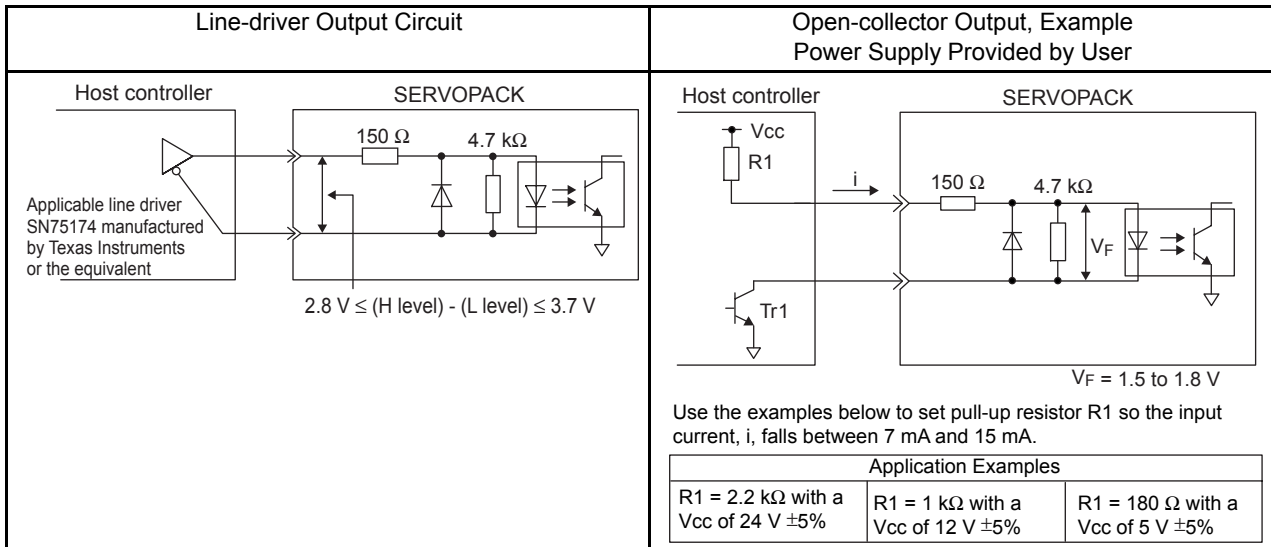 Line-driver Output Circuit
Open-collector Output, Example
Power Supply Provided by User
Host controller
SERVOPACK
150 Ω
4.7 kΩ
Applicable line driver
SN75174 manufactured
by Texas Instruments
or the equivalent
2.8 V ≤ (H level) - (L level) ≤ 3.7 V
Host controller
SERVOPACK
Vcc
R1
i
150 Ω
4.7 kΩ
VF
Tr1
VF = 1.5 to 1.8 V
Use the examples below to set pull-up resistor R1 so the input
current, i, falls between 7 mA and 15 mA.
Application Examples
R1 = 2.2 kΩ with a
Vcc of 24 V ±5%
R1 = 1 kΩ with a
Vcc of 12 V ±5%
R1 = 180 Ω with a
Vcc of 5 V ±5%